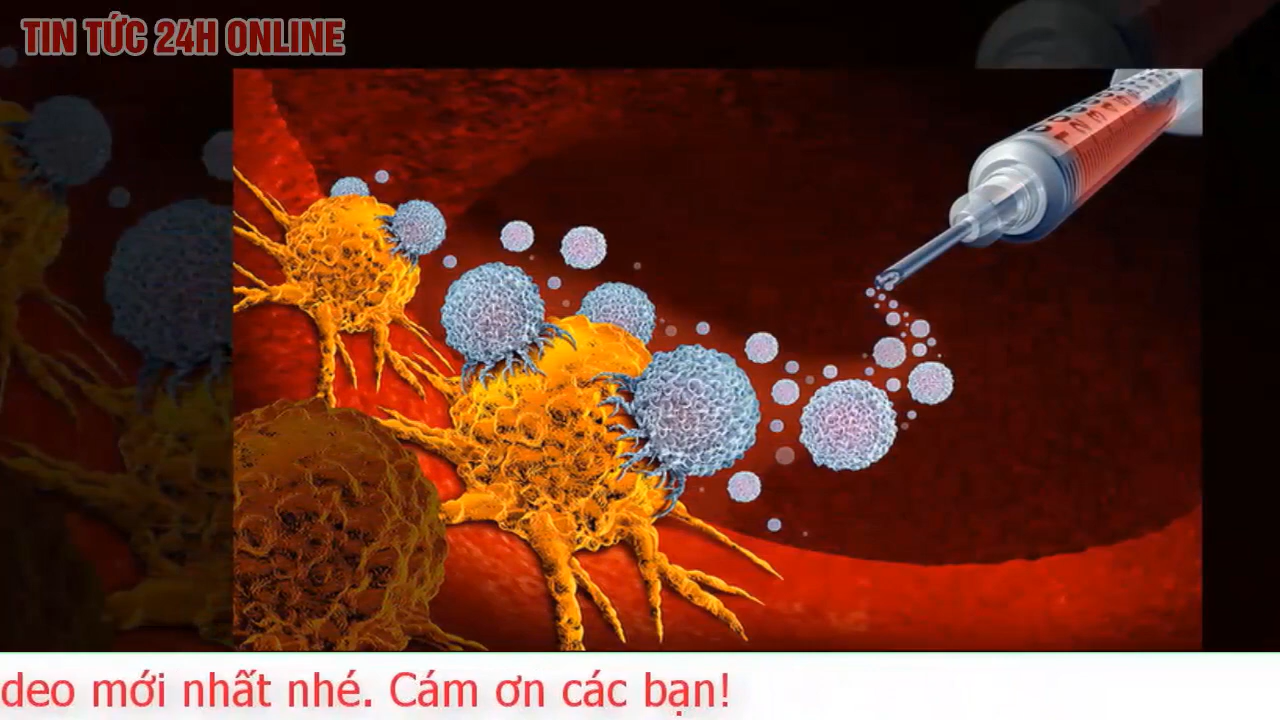 TIN TỨC 24H ONLINE
deo mới nhất nhé. Cám ơn các bạn!